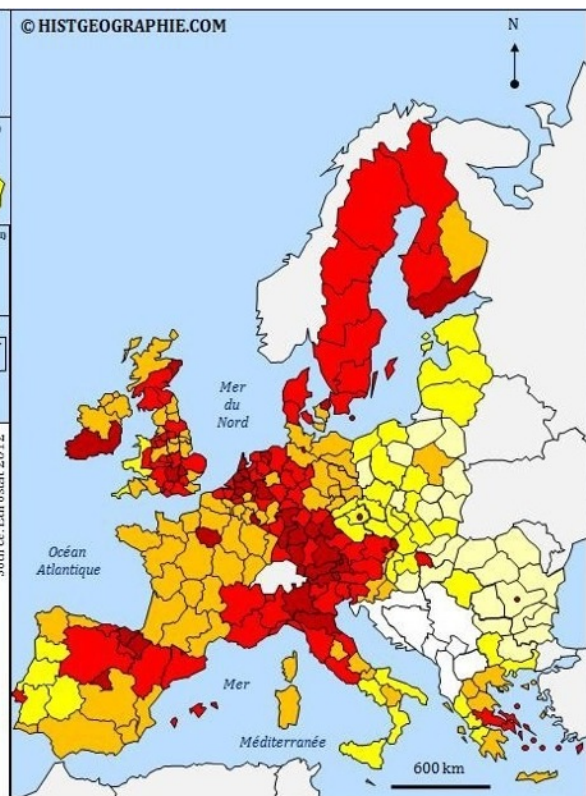 © HISTGEOGRAPHIE.COM
N
Mer
du
Nord
Océan
Atlantique
Mer
Méditerranée
600 km